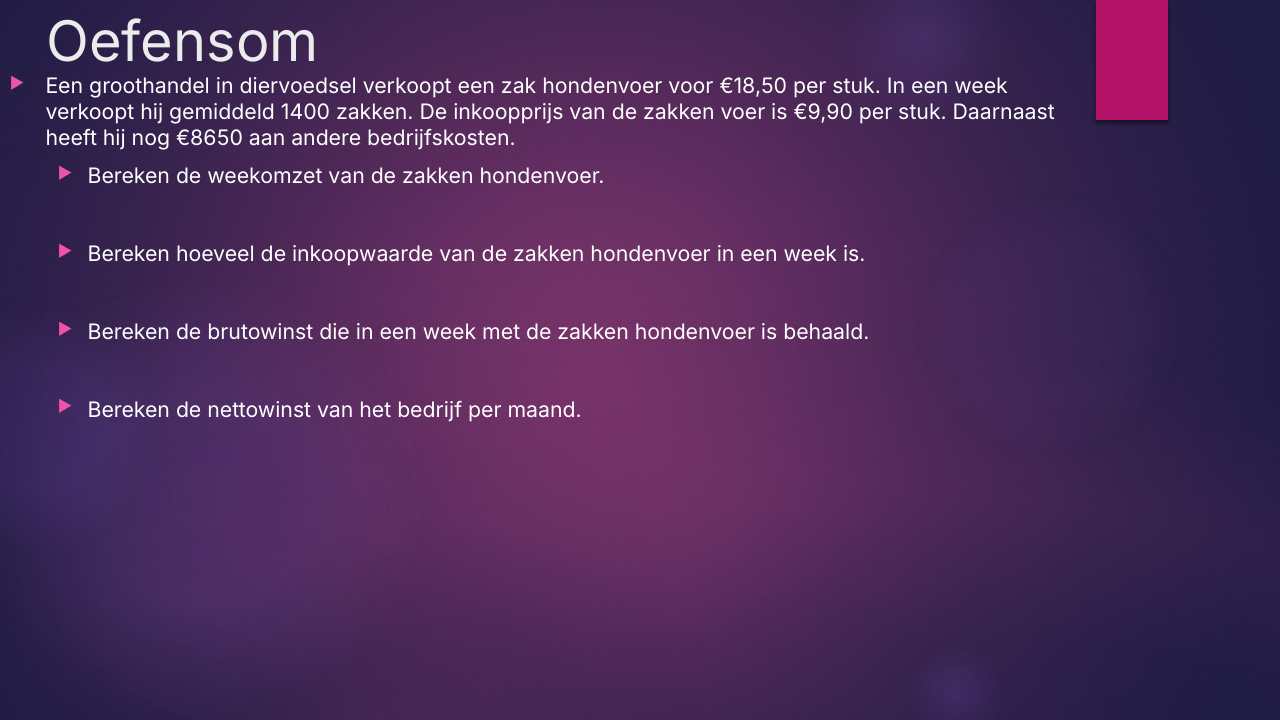 Oefensom
Een groothandel in diervoedsel verkoopt een zak hondenvoer voor €18,50 per stuk. In een week
verkoopt hij gemiddeld 1400 zakken. De inkoopprijs van de zakken voer is €9,90 per stuk. Daarnaast
heeft hij nog €8650 aan andere bedrijfskosten.
Bereken de weekomzet van de zakken hondenvoer.
Bereken hoeveel de inkoopwaarde van de zakken hondenvoer in een week is.
Bereken de brutowinst die in een week met de zakken hondenvoer is behaald.
Bereken de nettowinst van het bedrijf per maand.